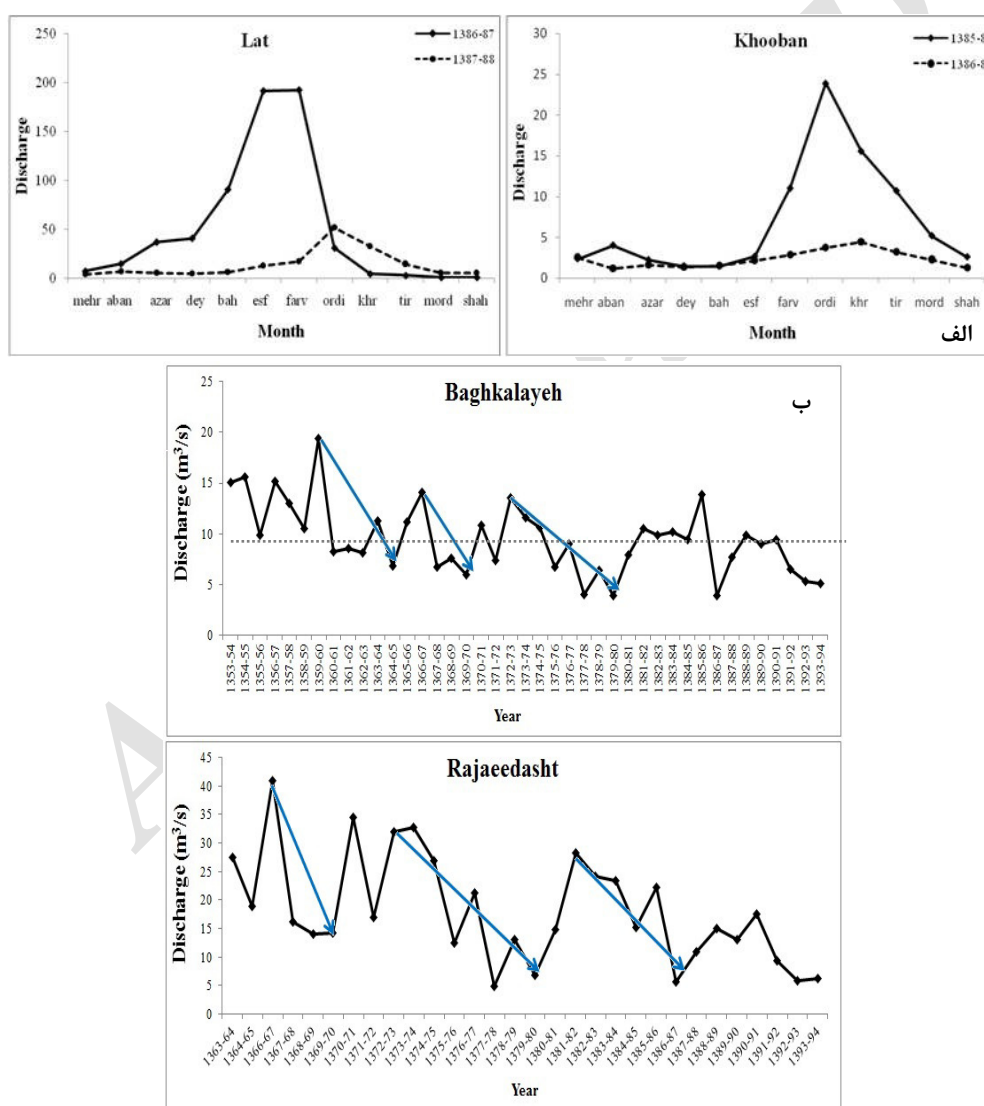 Lat
1386-87
1387-88
250
200
150
100
50
0
Discharge
mehr aban azar dey bah esf farv ordi khr tir mord shah
Month
Khooban
1385-8
1386-8
30
25
20
15
10
5
0
Discharge
mehr aban azar dey bah esf farv ordi khr tir mord shah
Month
الف
Baghkalayeh
ب
25
20
15
10
5
0
Discharge (m³/s)
1353-54 1354-55 1355-56 1356-57 1357-58 1358-59 1359-60 1360-61 1361-62 1362-63 1363-64 1364-65 1365-66 1366-67 1367-68 1368-69 1369-70 1370-71 1371-72 1372-73 1373-74 1374-75 1375-76 1376-77 1377-78 1378-79 1379-80 1380-81 1381-82 1382-83 1383-84 1384-85 1385-86 1386-87 1387-88 1388-89 1389-90 1390-91 1391-92 1392-93 1393-94
Year
Rajaeedasht
45
40
35
30
25
20
15
10
5
0
Discharge (m³/s)
1363-64 1364-65 1366-67 1367-68 1368-69 1369-70 1370-71 1371-72 1372-73 1373-74 1374-75 1375-76 1376-77 1377-78 1378-79 1379-80 1380-81 1381-82 1382-83 1383-84 1384-85 1385-86 1386-87 1387-88 1388-89 1389-90 1390-91 1391-92 1392-93 1393-94
Year